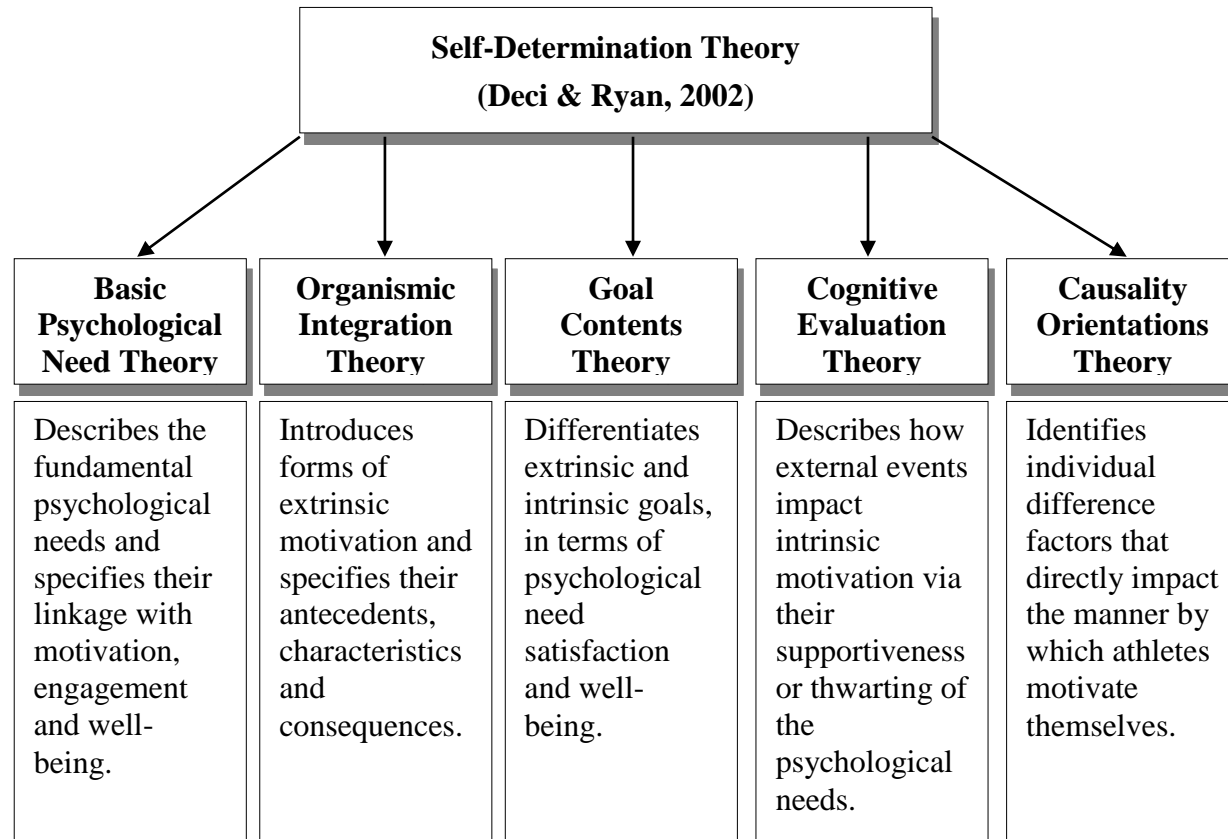 Self-Determination Theory
(Deci & Ryan, 2002)
Basic
Psychological
Need Theory
Organismic
Integration
Theory
Goal
Contents
Theory
Cognitive
Evaluation
Theory
Causality
Orientations
Theory
Describes the
fundamental
psychological
needs and
specifies their
linkage with
motivation,
engagement
and well-
being.
Introduces
forms of
extrinsic
motivation and
specifies their
antecedents,
characteristics
and
consequences.
Differentiates
extrinsic and
intrinsic goals,
in terms of
psychological
need
satisfaction
and well-
being.
Describes how
external events
impact
intrinsic
motivation via
their
supportiveness
or thwarting of
the
psychological
needs.
Identifies
individual
difference
factors that
directly impact
the manner by
which athletes
motivate
themselves.